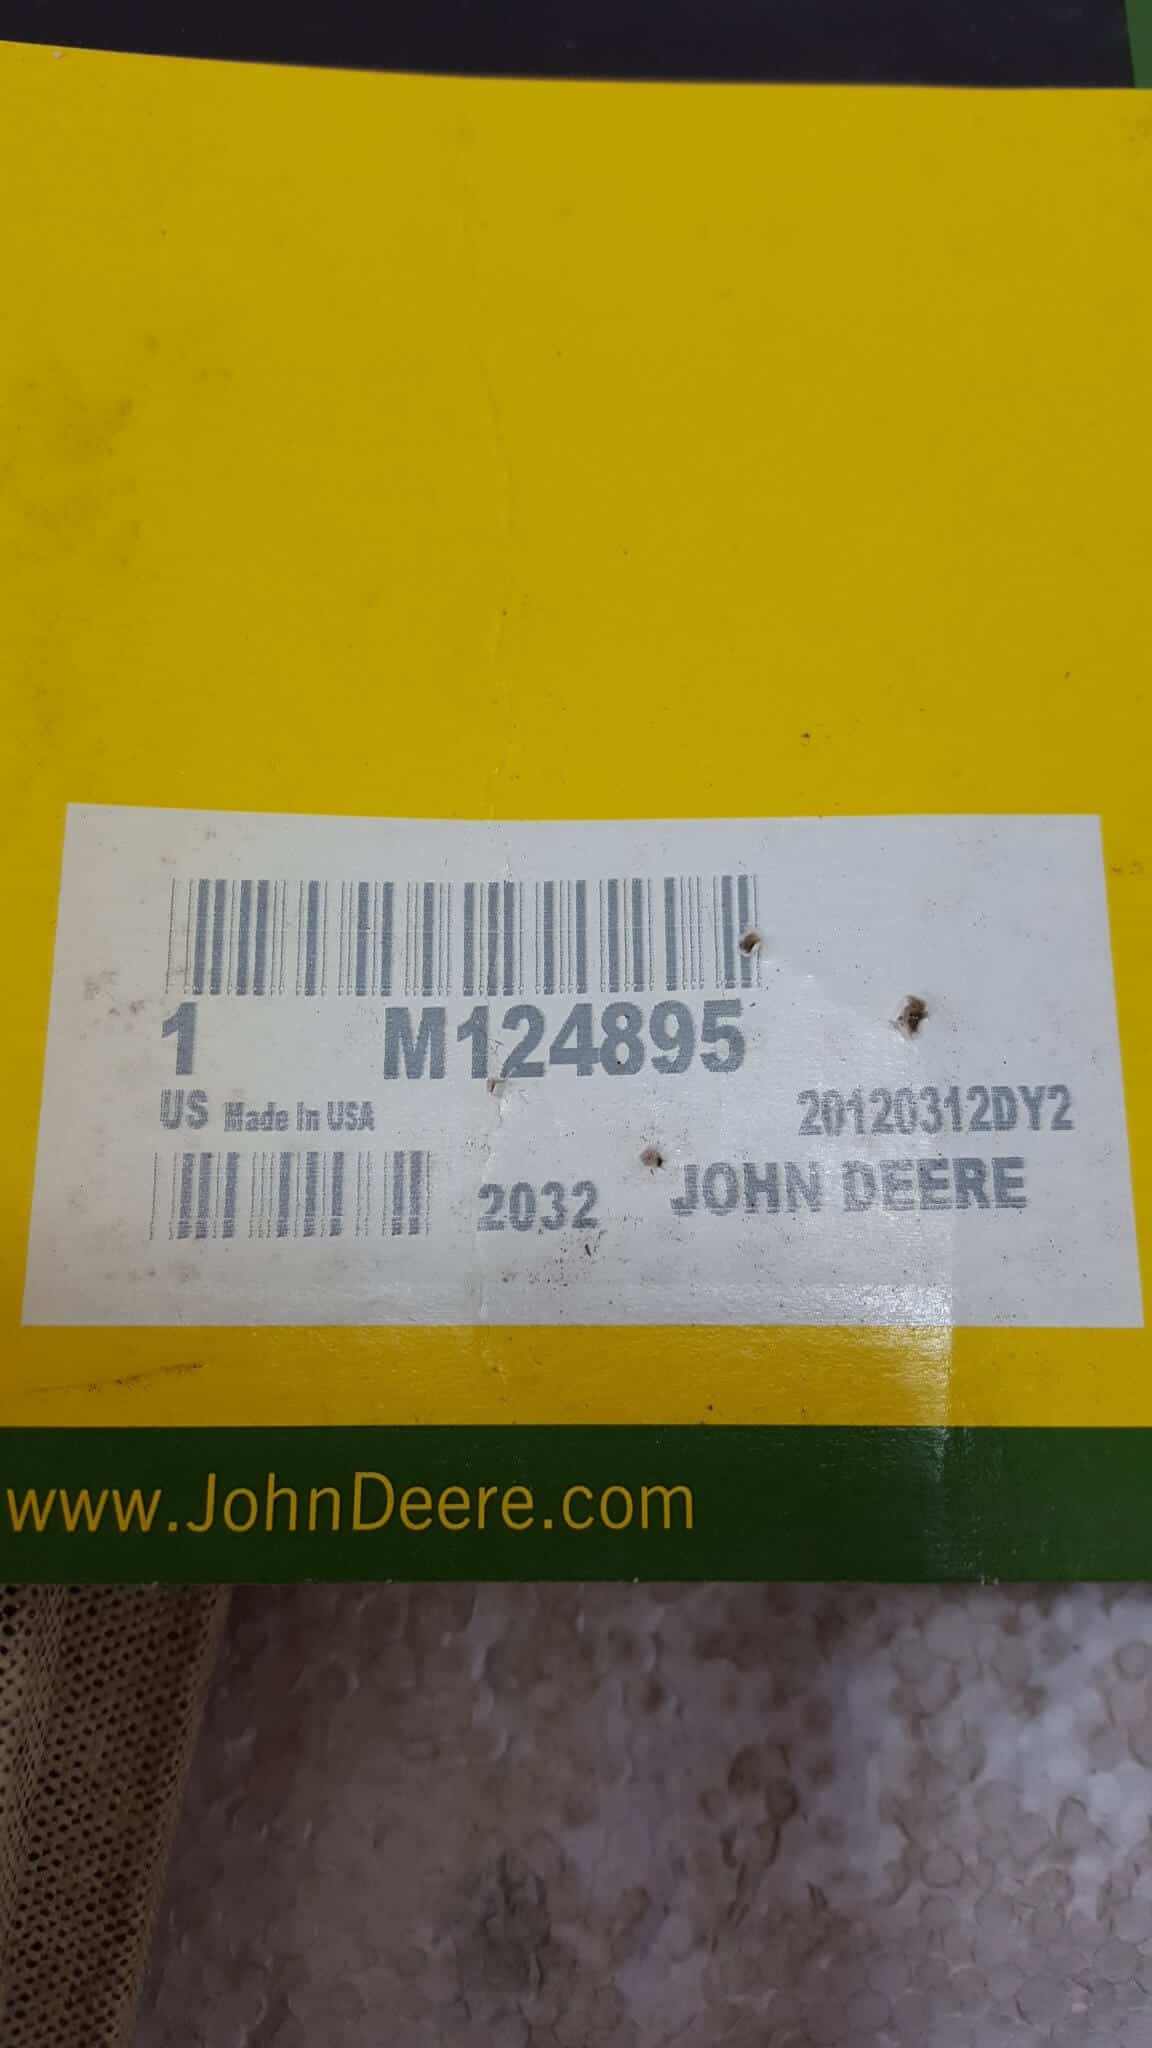 1 M124895
US Made In USA
20120312DY2
2032 JOHN DEERE
www.JohnDeere.com